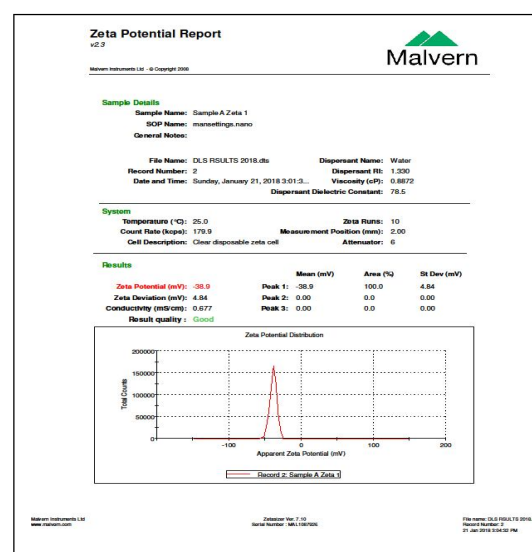 Zeta Potential Report
v2.3
Malvern
Malvern Instruments Ltd - © Copyright 2008
Sample Details
Sample Name: Sample A Zeta 1
SOP Name: mansettings.nano
General Notes:
File Name: DLS RSULTS 2018.dts Dispersant Name: Water
Record Number: 2 Dispersant RI: 1.330
Date and Time: Sunday, January 21, 2018 3:01:3... Viscosity (cP): 0.8872
Dispersant Dielectric Constant: 78.5
System
Temperature (°C): 25.0 Zeta Runs: 10
Count Rate (kcps): 179.9 Measurement Position (mm): 2.00
Cell Description: Clear disposable zeta cell Attenuator: 6
Results
Mean (mV) Area (%) St Dev (mV)
Zeta Potential (mV): -38.9 Peak 1: -38.9 100.0 4.84
Zeta Deviation (mV): 4.84 Peak 2: 0.00 0.0 0.00
Conductivity (mS/cm): 0.677 Peak 3: 0.00 0.0 0.00
Result quality : Good
Zeta Potential Distribution
200000
150000
100000
50000
0
Total Counts
-100 0 100 200
Apparent Zeta Potential (mV)
Record 2: Sample A Zeta 1
Malvern Instruments Ltd
www.malvern.com
Zetasizer Ver. 7.10
Serial Number :
File name: DLS RSULTS 2018.
Record Number: 2
21 Jan 2018 3:54:32 PM